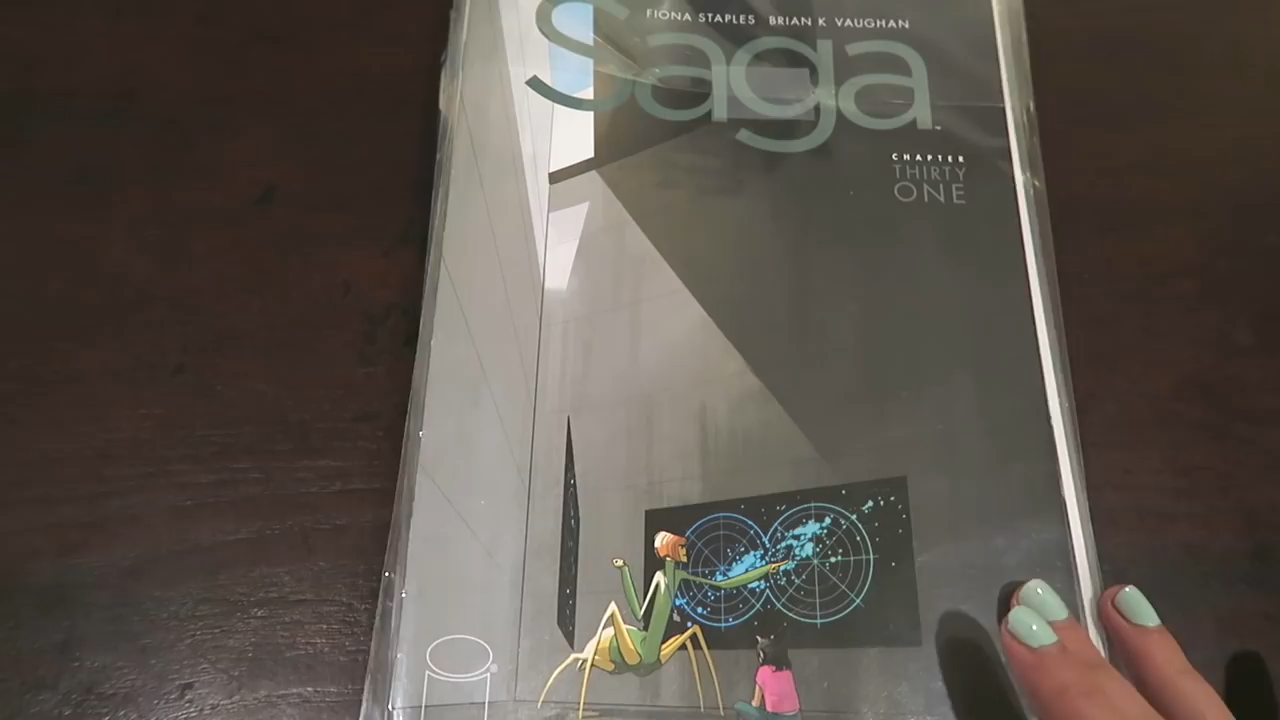 FIONA STAPLES BRIAN K VAUGHAN
Saga
CHAPTER
THIRTY
ONE